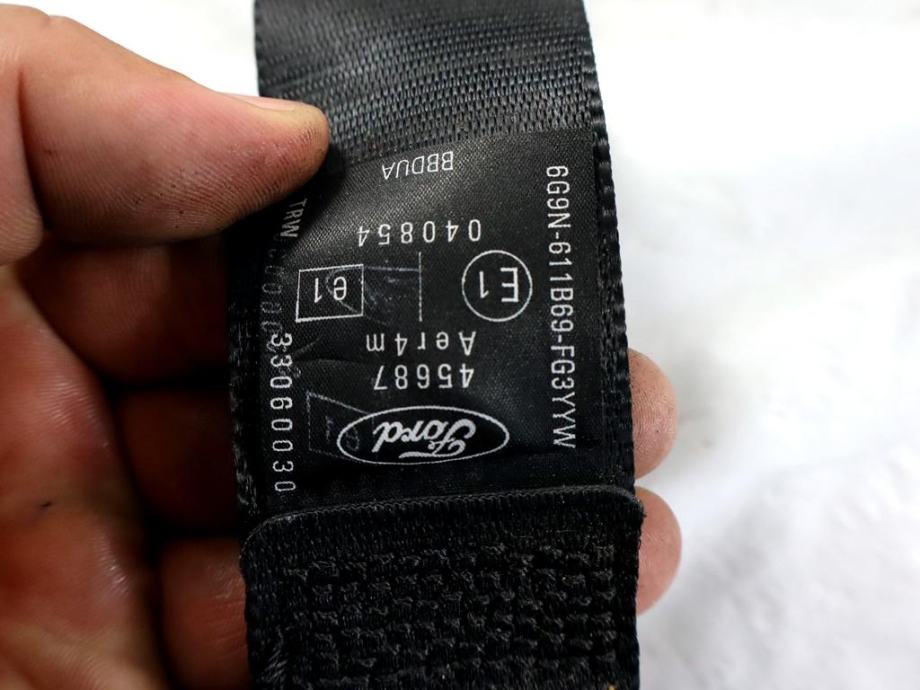 6G9N-611B69-FG3YYW
Ford
45687
Aer4m
E1
e1
040854
BBDUA
TRW
33060030